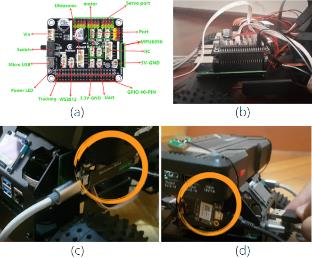 Ultrasonic
motor
Servo port
Vin
Port
MPU6050
Switch
I2C
Micro USB
5V-GND
Power LED
Tracking
WS2812
3.3V GND
Uart
GPIO 40-PIN
(a)
(b)
(c)
(d)